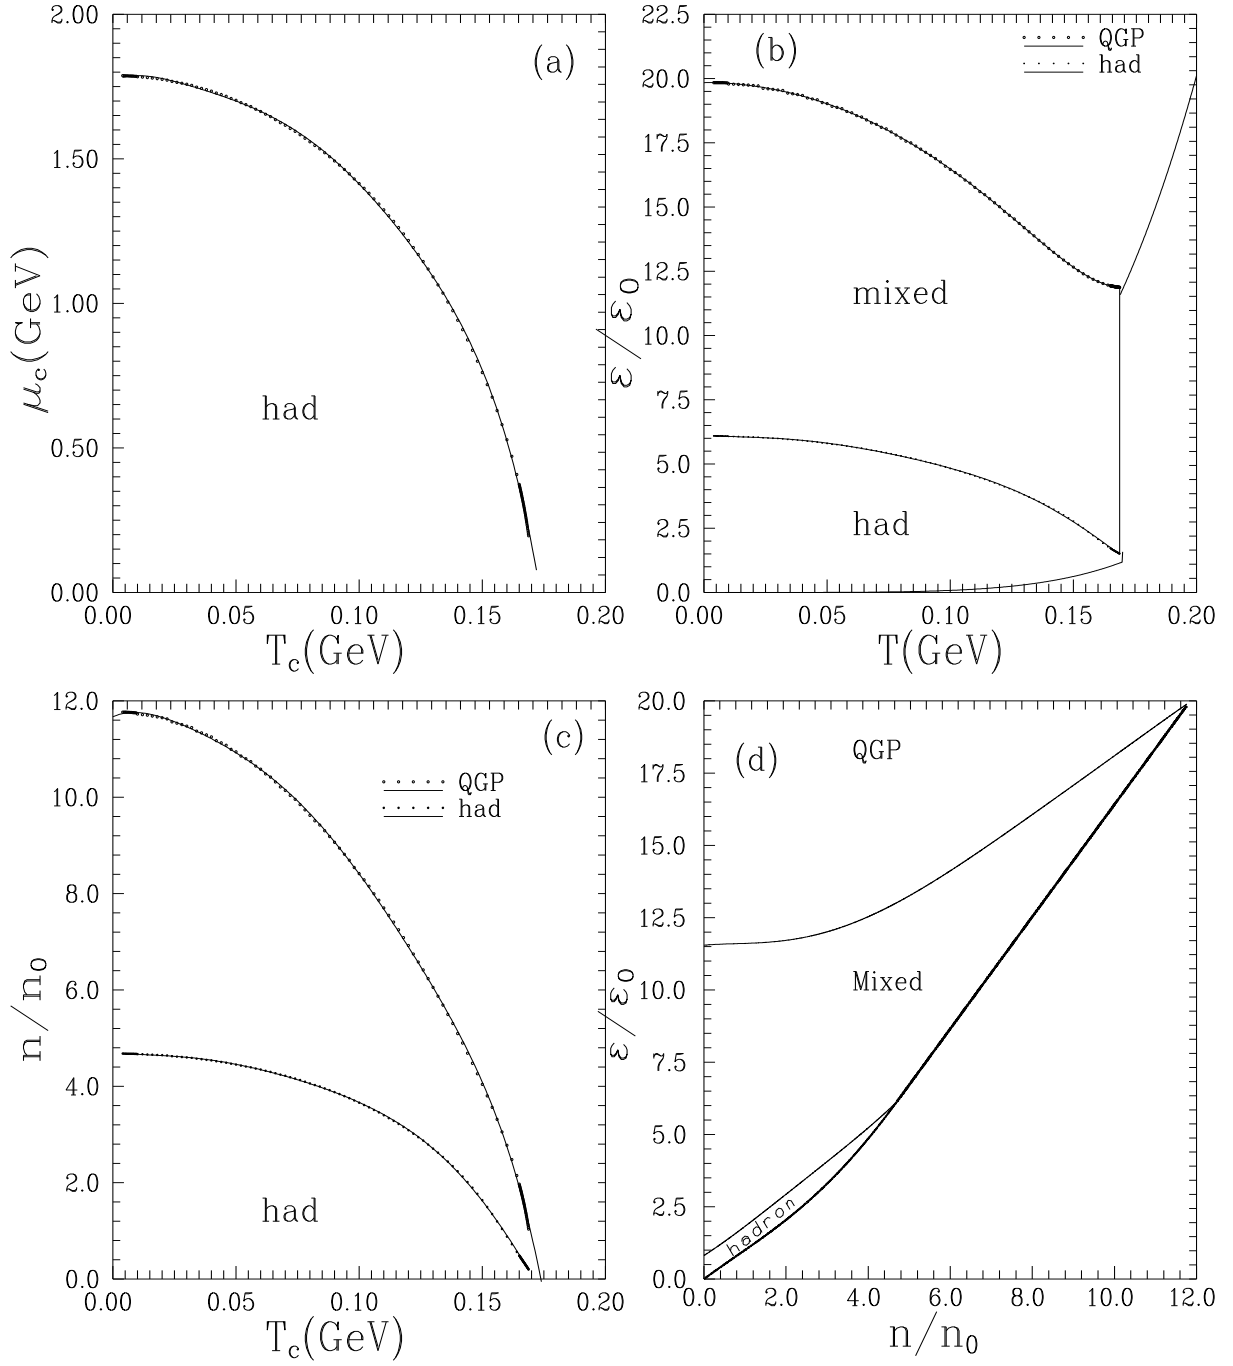 (a)
had
μc(GeV)
2.00
1.50
1.00
0.50
0.00
0.00 0.05 0.10 0.15 0.20
Tc(GeV)
(b)
QGP
had
mixed
had
ε/ε0
22.5
20.0
17.5
15.0
12.5
10.0
7.5
5.0
2.5
0.0
0.00 0.05 0.10 0.15 0.20
T(GeV)
(c)
QGP
had
had
n/n0
12.0
10.0
8.0
6.0
4.0
2.0
0.0
0.00 0.05 0.10 0.15 0.20
Tc(GeV)
(d)
QGP
Mixed
hadron
ε/ε0
20.0
17.5
15.0
12.5
10.0
7.5
5.0
2.5
0.0
0.0 2.0 4.0 6.0 8.0 10.0 12.0
n/n0